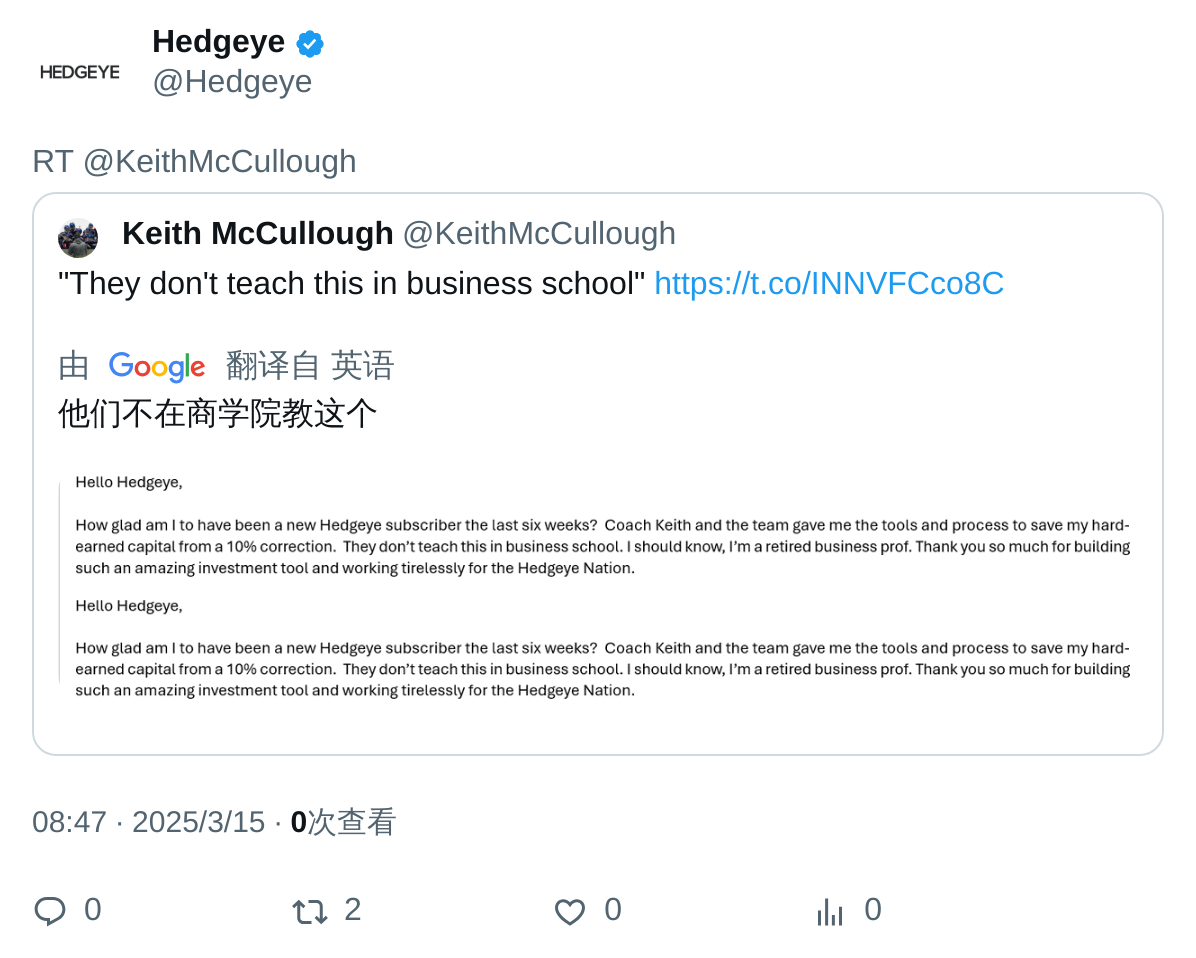 Hedgeye
HEDGEYE
@Hedgeye
RT @KeithMcCullough
Keith McCullough @KeithMcCullough
"They don't teach this in business school" https://t.co/INNVFCco8C
由 Google 翻译自 英语
他们不在商学院教这个
Hello Hedgeye,
How glad am I to have been a new Hedgeye subscriber the last six weeks?  Coach Keith and the team gave me the tools and process to save my hard-
earned capital from a 10% correction.  They don’t teach this in business school. I should know, I’m a retired business prof. Thank you so much for building
such an amazing investment tool and working tirelessly for the Hedgeye Nation.
Hello Hedgeye,
How glad am I to have been a new Hedgeye subscriber the last six weeks?  Coach Keith and the team gave me the tools and process to save my hard-
earned capital from a 10% correction.  They don’t teach this in business school. I should know, I’m a retired business prof. Thank you so much for building
such an amazing investment tool and working tirelessly for the Hedgeye Nation.
08:47 · 2025/3/15 · 0次查看
0 2 0 0